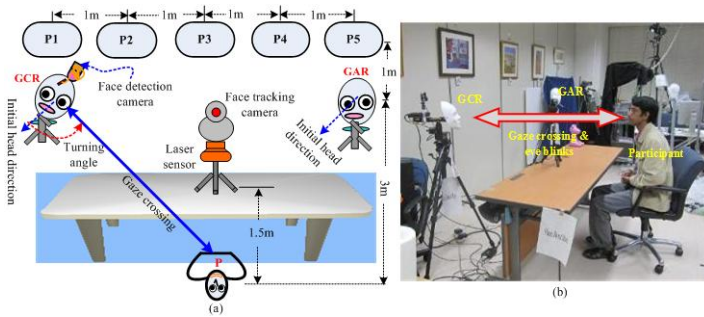 1m 1m 1m 1m
P1 P2 P3 P4 P5
GCR
Face detection
camera
GAR
1m
Initial head
direction
Turning
angle
Face tracking
camera
Laser
sensor
Initial head
direction
Gaze crossing
3m
1.5m
P
(a)
GCR
GAR
Gaze crossing &
eye blinks
Participant
(b)